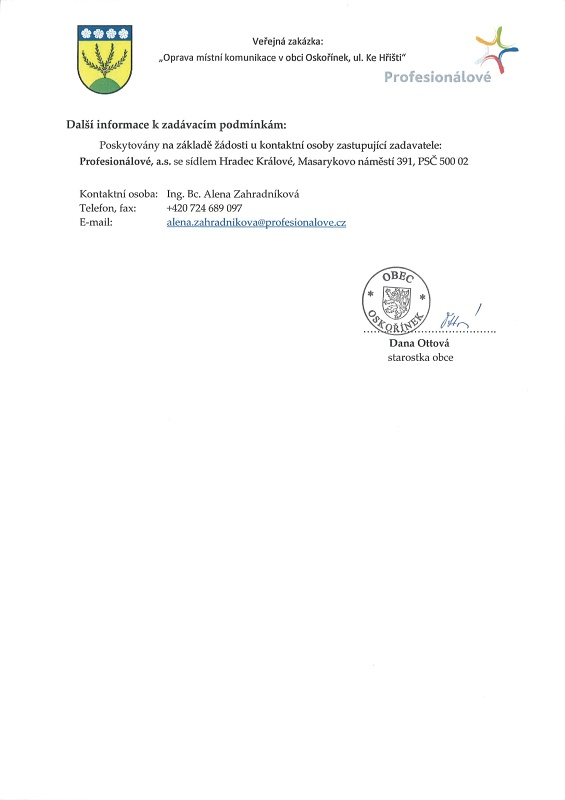 Veřejná zakázka:
„Oprava místní komunikace v obci Oskořínek, ul. Ke Hřišti“
Profesionálové
Další informace k zadávacím podmínkám:
Poskytovány na základě žádosti u kontaktní osoby zastupující zadavatele:
Profesionálové, a.s. se sídlem Hradec Králové, Masarykovo náměstí 391, PSČ 500 02
Kontaktní osoba: Ing. Bc. Alena Zahradníková
Telefon, fax: +420 724 689 097
E-mail: alena.zahradnikova@profesionalove.cz
OBEC
* *
OSKOŘÍNEK
Dana Ottová
starostka obce